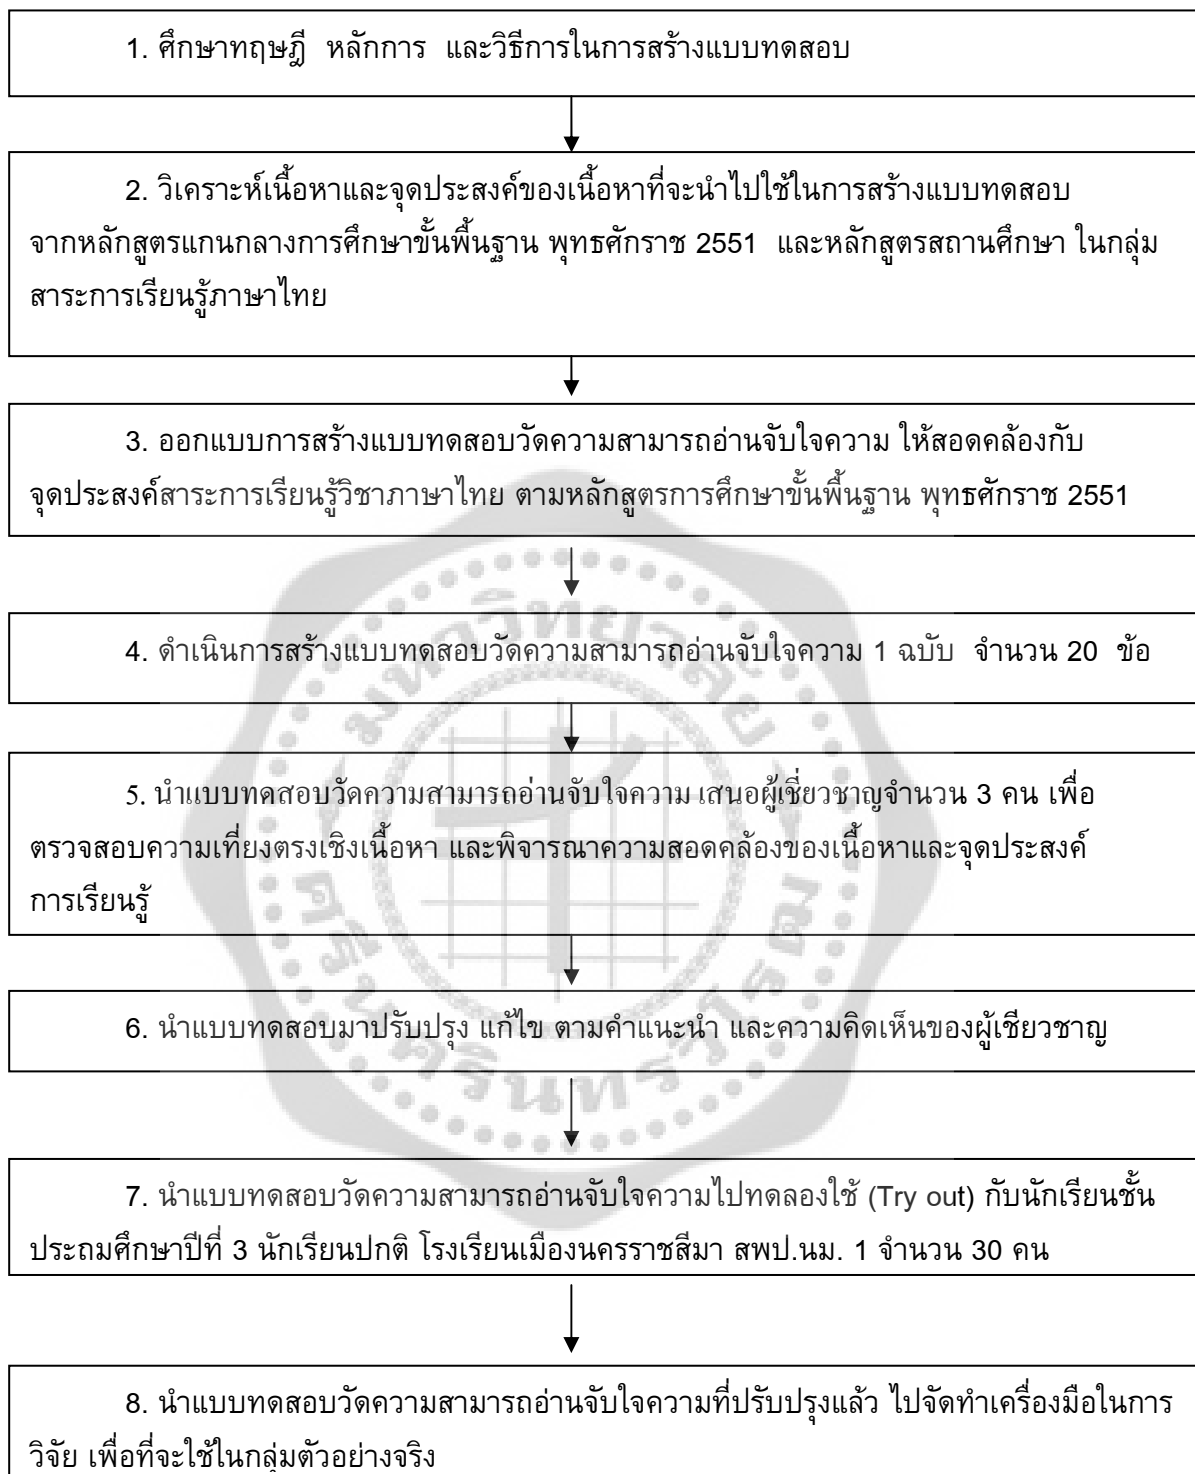 1. ศึกษาทฤษฎี หลักการ และวิธีการในการสร้างแบบทดสอบ
2. วิเคราะห์เนื้อหาและจุดประสงค์ของเนื้อหาที่จะนำไปใช้ในการสร้างแบบทดสอบ
จากหลักสูตรแกนกลางการศึกษาขั้นพื้นฐาน พุทธศักราช 2551 และหลักสูตรสถานศึกษา ในกลุ่ม
สาระการเรียนรู้ภาษาไทย
3. ออกแบบการสร้างแบบทดสอบวัดความสามารถอ่านจับใจความ ให้สอดคล้องกับ
จุดประสงค์สาระการเรียนรู้วิชาภาษาไทย ตามหลักสูตรการศึกษาขั้นพื้นฐาน พุทธศักราช 2551
4. ดำเนินการสร้างแบบทดสอบวัดความสามารถอ่านจับใจความ 1 ฉบับ จำนวน 20 ข้อ
5. นำแบบทดสอบวัดความสามารถอ่านจับใจความ เสนอผู้เชี่ยวชาญจำนวน 3 คน เพื่อ
ตรวจสอบความเที่ยงตรงเชิงเนื้อหา และพิจารณาความสอดคล้องของเนื้อหาและจุดประสงค์
การเรียนรู้
6. นำแบบทดสอบมาปรับปรุง แก้ไข ตามคำแนะนำ และความคิดเห็นของผู้เชียวชาญ
7. นำแบบทดสอบวัดความสามารถอ่านจับใจความไปทดลองใช้ (Try out) กับนักเรียนชั้น
ประถมศึกษาปีที่ 3 นักเรียนปกติ โรงเรียนเมืองนครราชสีมา สพป.นม. 1 จำนวน 30 คน
8. นำแบบทดสอบวัดความสามารถอ่านจับใจความที่ปรับปรุงแล้ว ไปจัดทำเครื่องมือในการ
วิจัย เพื่อที่จะใช้ในกลุ่มตัวอย่างจริง
มหาวิทยาลัย
ศรีนครินทรวิโรฒ